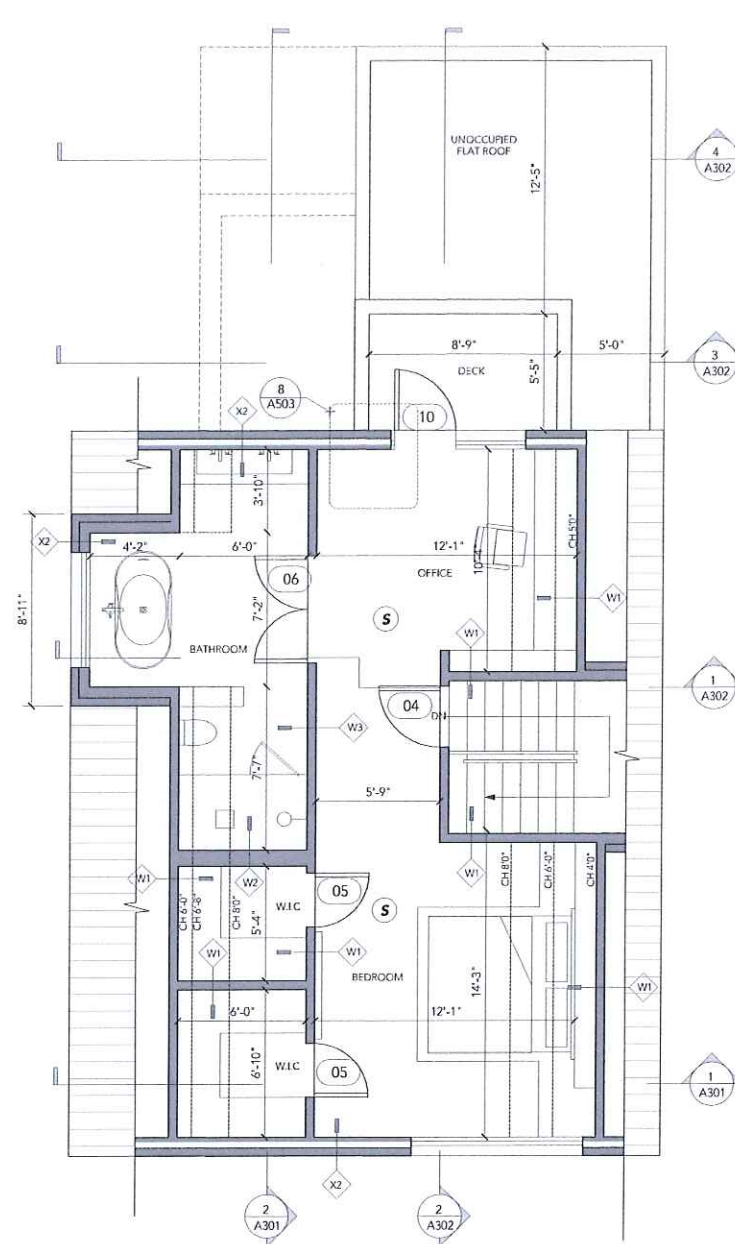 UNOCCUPIED
FLAT ROOF
12'-5"
4
A302
8'-9"
5'-0"
DECK
5'-5"
3
A302
8
A503
10
X2
3'-10"
X2
4'-2"
6'-0"
12'-1"
10'-4"
CH 5'0"
06
OFFICE
8'-11"
7'-2"
W1
S
BATHROOM
W1
1
A302
04
DN
W3
7'-7"
5'-9"
W1
W2
W1
05
W.I.C
S
CH 6'-0"
CH 6'-8"
CH 8'0"
5'-4"
CH 8'0"
CH 6'-0"
CH 4'0"
W1
W1
BEDROOM
14'-3"
W1
6'-0"
12'-1"
6'-10"
W.I.C
05
1
A301
X2
2
A301
2
A302